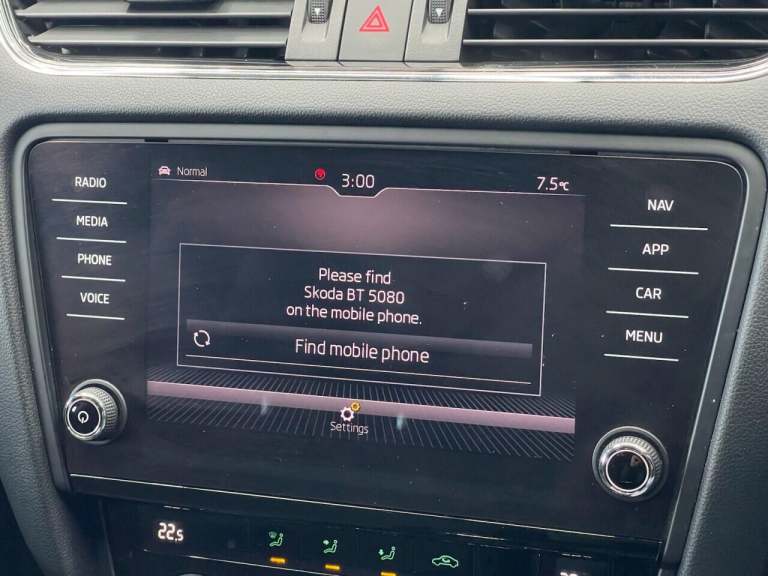 Normal
3:00
7.5°C
RADIO
MEDIA
PHONE
VOICE
NAV
APP
CAR
MENU
Please find
Skoda BT 5080
on the mobile phone.
Find mobile phone
Settings
22.5